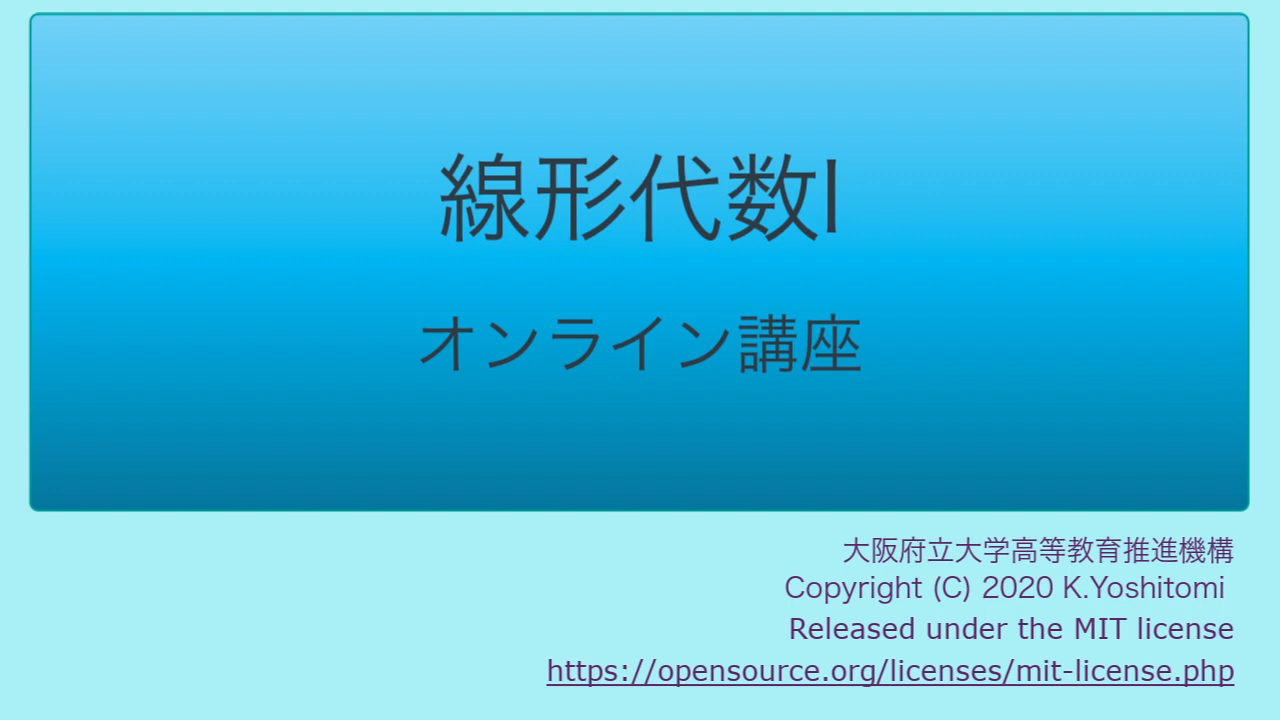 線形代数I
オンライン講座
大阪府立大学高等教育推進機構
Copyright (C) 2020 K.Yoshitomi
Released under the MIT license
https://opensource.org/licenses/mit-license.php